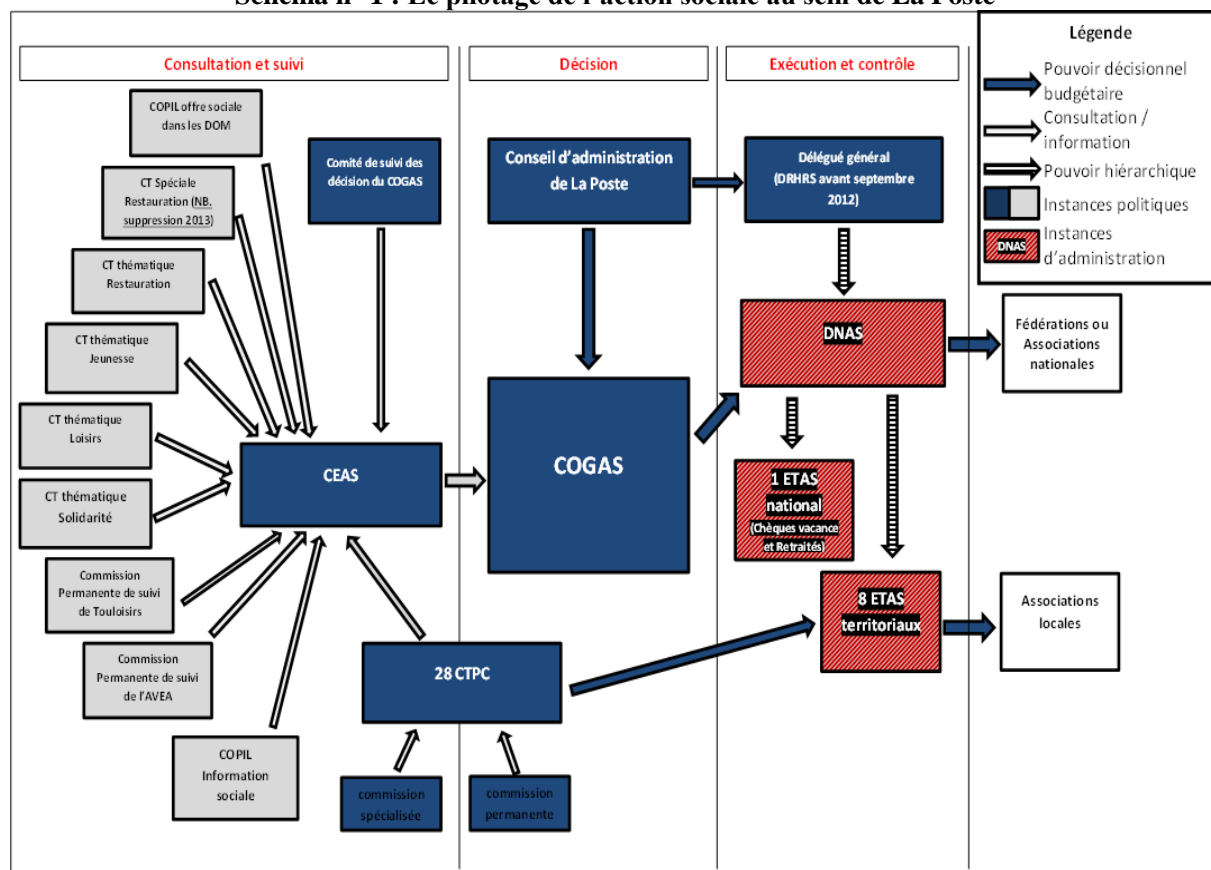 Schéma n° 1 : Le pilotage de l'action sociale au sein de La Poste
Consultation et suivi
Décision
Exécution et contrôle
Légende
Pouvoir décisionnel
budgétaire
Consultation /
information
Pouvoir hiérarchique
Instances politiques
DNAS
Instances
d'administration
COPIL offre sociale
dans les DOM
CT Spéciale
Restauration (NB.
suppression 2013)
CT thématique
Restauration
CT thématique
Jeunesse
CT thématique
Loisirs
CT thématique
Solidarité
Commission
Permanente de suivi
de Touloisirs
Commission
Permanente de suivi
de l'AVEA
COPIL
Information
sociale
Comité de suivi des
décision du COGAS
CEAS
28 CTPC
commission
spécialisée
commission
permanente
Conseil d'administration
de La Poste
COGAS
Délégué général
(DRHRS avant septembre
2012)
DNAS
1 ETAS
national
(Chèques vacance
et Retraités)
8 ETAS
territoriaux
Fédérations ou
Associations
nationales
Associations
locales